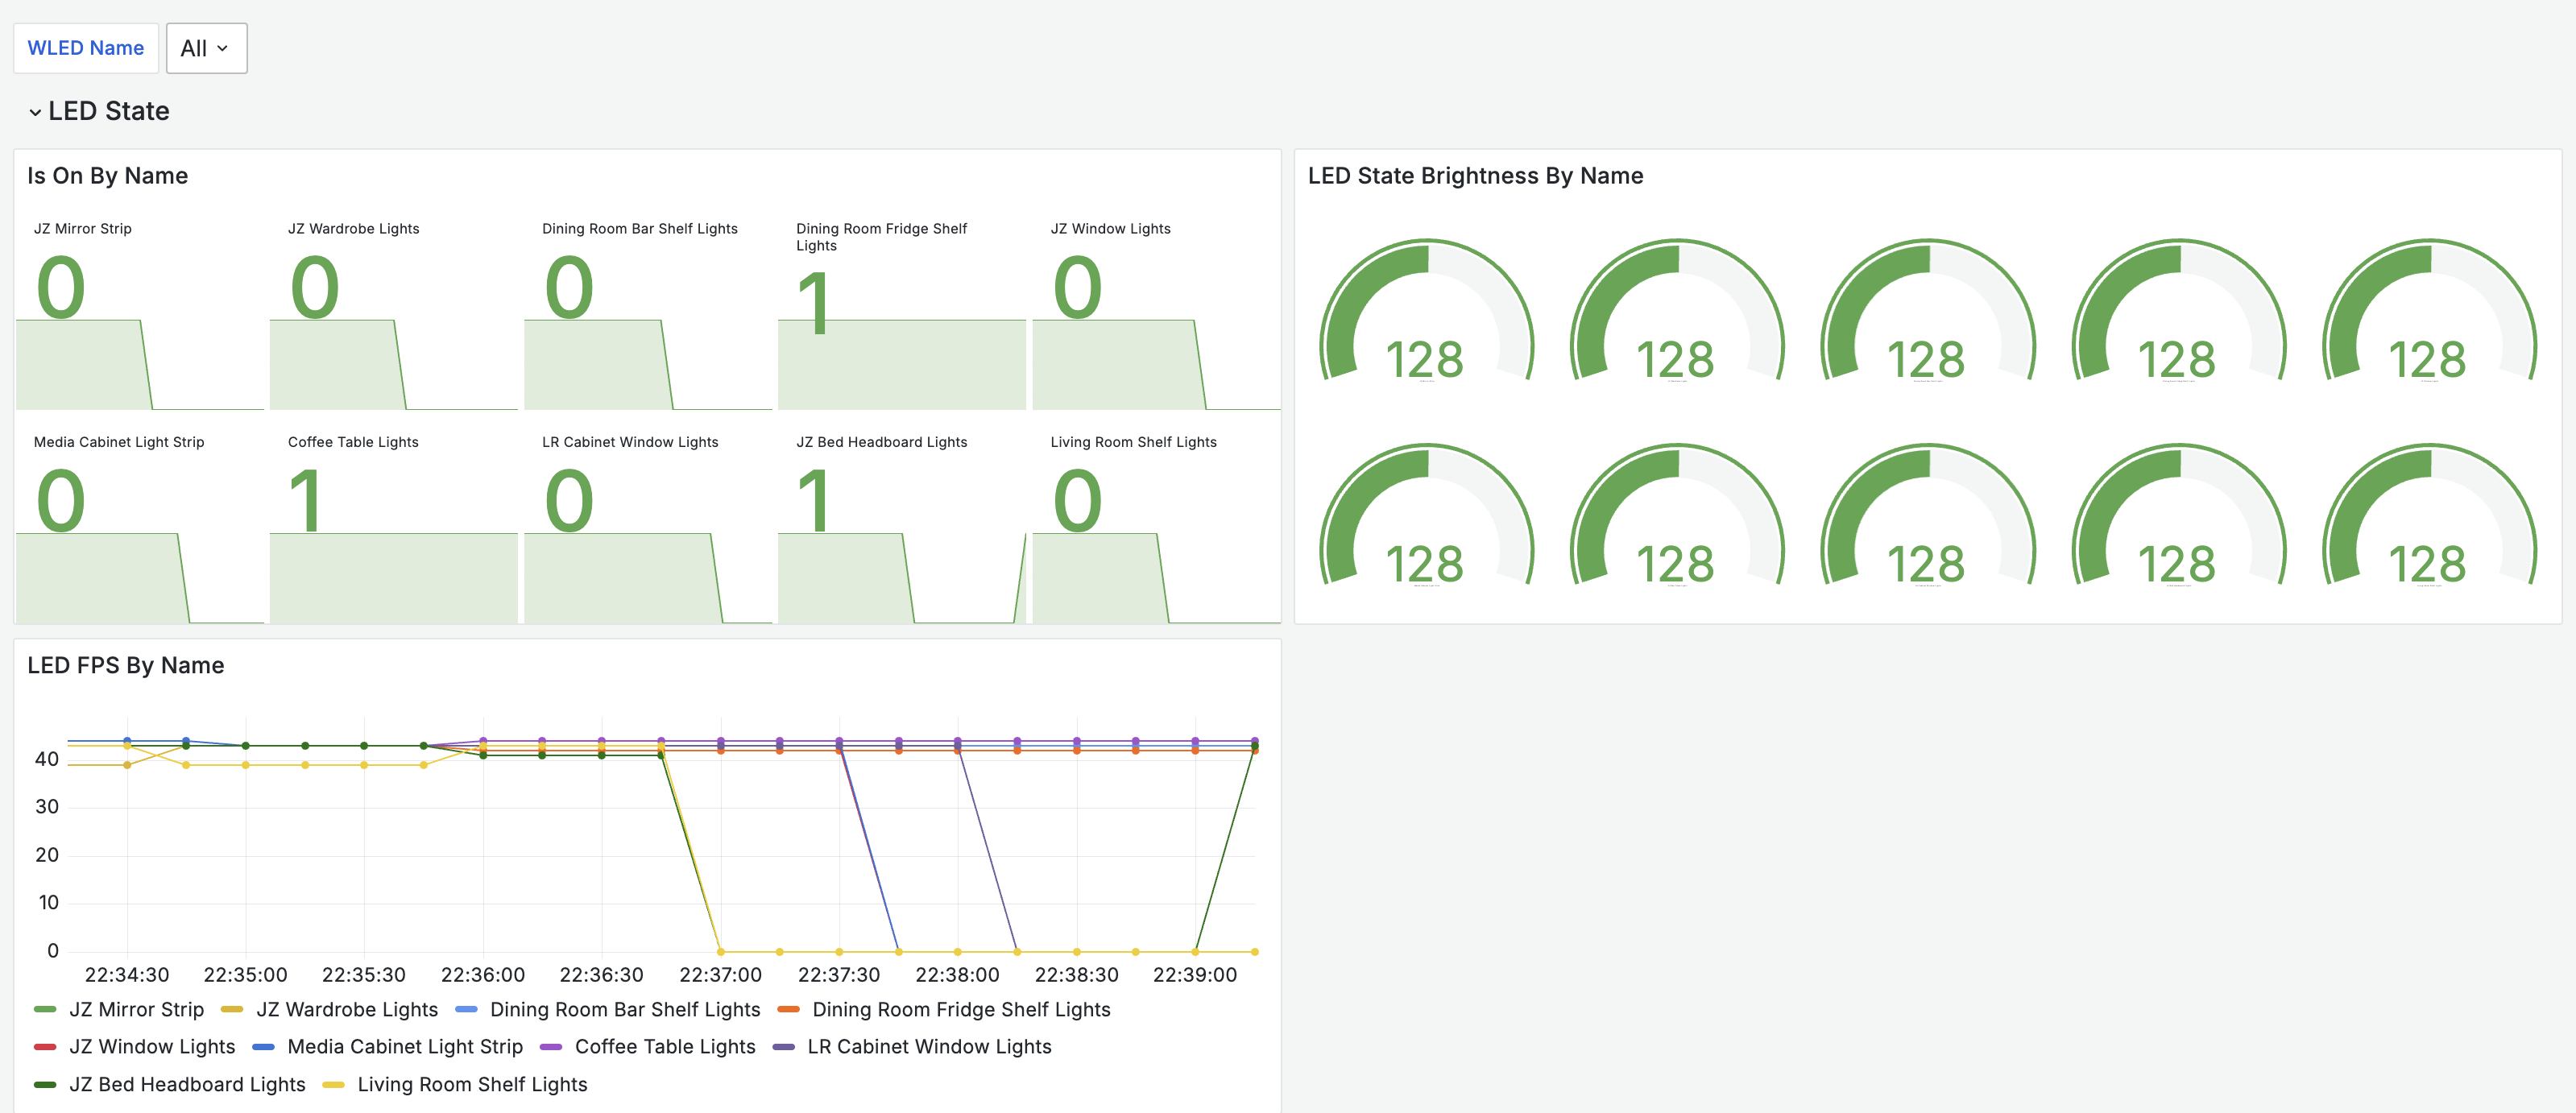 WLED Name All
LED State
Is On By Name
JZ Mirror Strip
0
JZ Wardrobe Lights
0
Dining Room Bar Shelf Lights
0
Dining Room Fridge Shelf
Lights
1
JZ Window Lights
0
Media Cabinet Light Strip
0
Coffee Table Lights
1
LR Cabinet Window Lights
0
JZ Bed Headboard Lights
1
Living Room Shelf Lights
0
LED State Brightness By Name
128 128 128 128 128
128 128 128 128 128
LED FPS By Name
40
30
20
10
0
22:34:30 22:35:00 22:35:30 22:36:00 22:36:30 22:37:00 22:37:30 22:38:00 22:38:30 22:39:00
JZ Mirror Strip JZ Wardrobe Lights Dining Room Bar Shelf Lights Dining Room Fridge Shelf Lights
JZ Window Lights Media Cabinet Light Strip Coffee Table Lights LR Cabinet Window Lights
JZ Bed Headboard Lights Living Room Shelf Lights